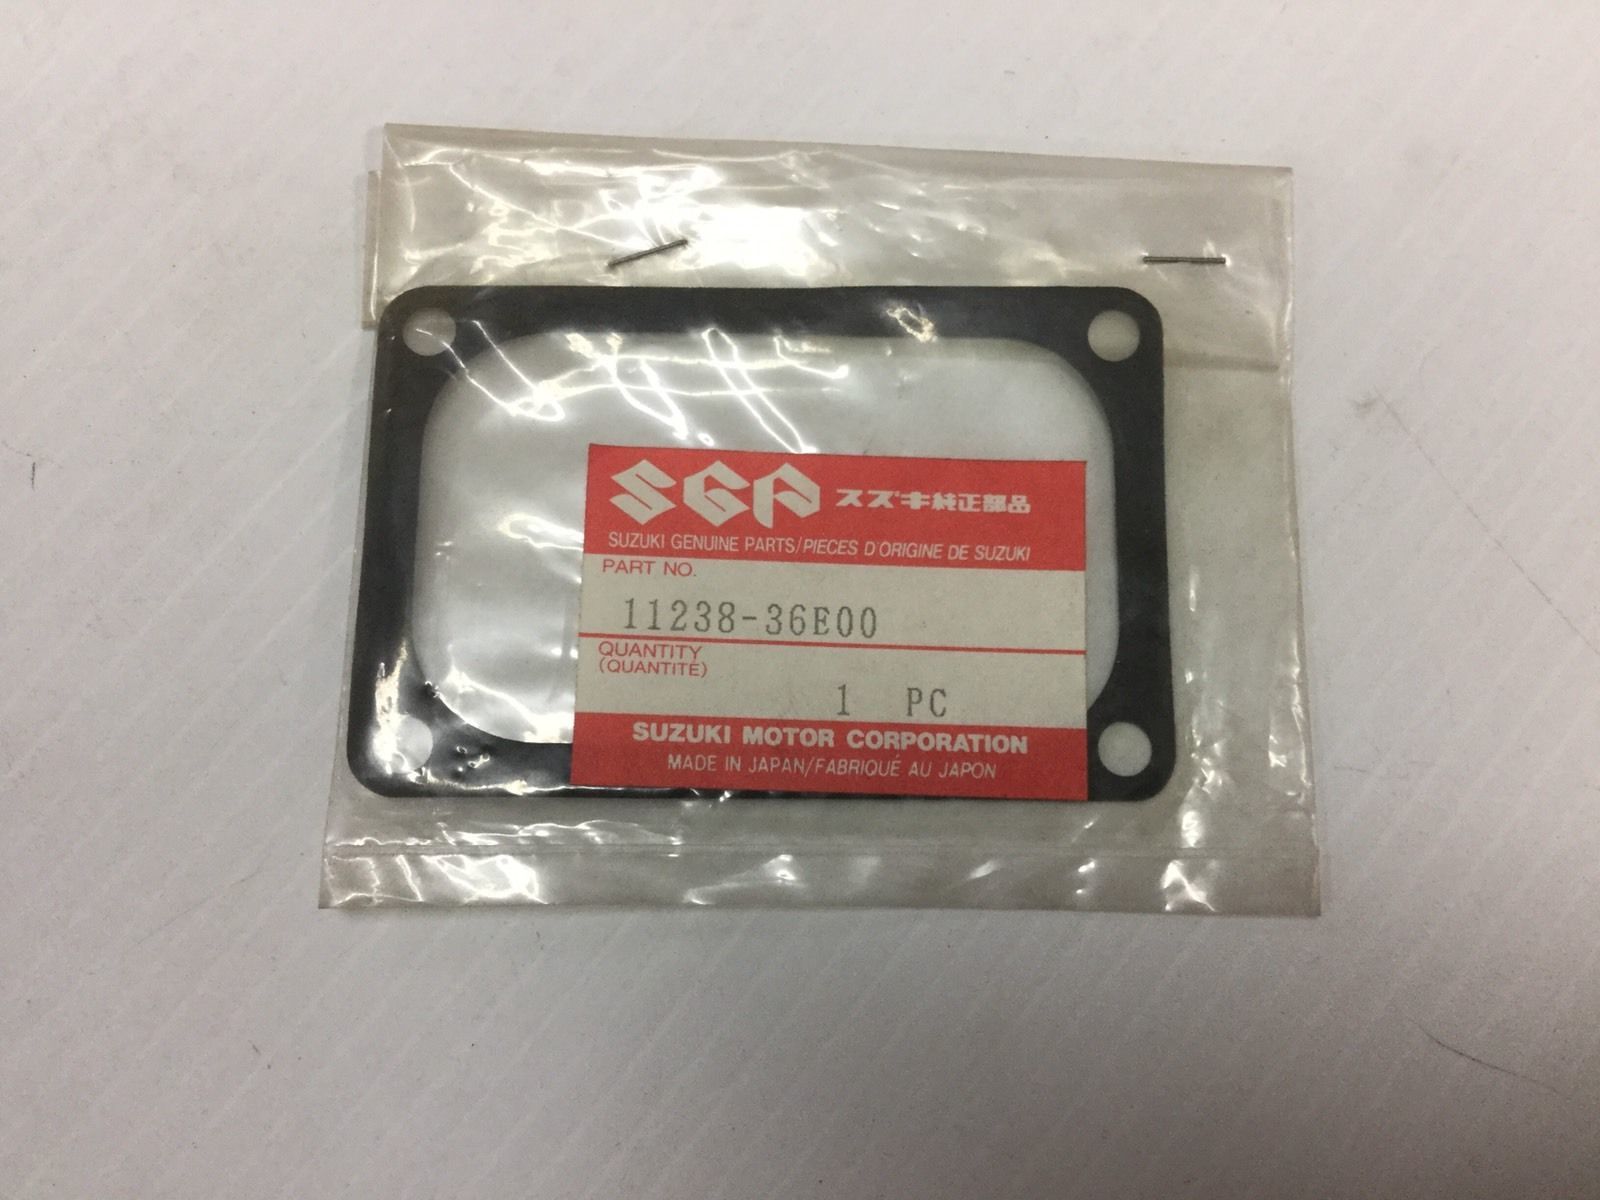 SGP スズキ純正部品
SUZUKI GENUINE PARTS/PIECES D'ORIGINE DE SUZUKI
PART NO.
11238-36E00
QUANTITY
(QUANTITÉ)
1 PC
SUZUKI MOTOR CORPORATION
MADE IN JAPAN/FABRIQUÉ AU JAPON